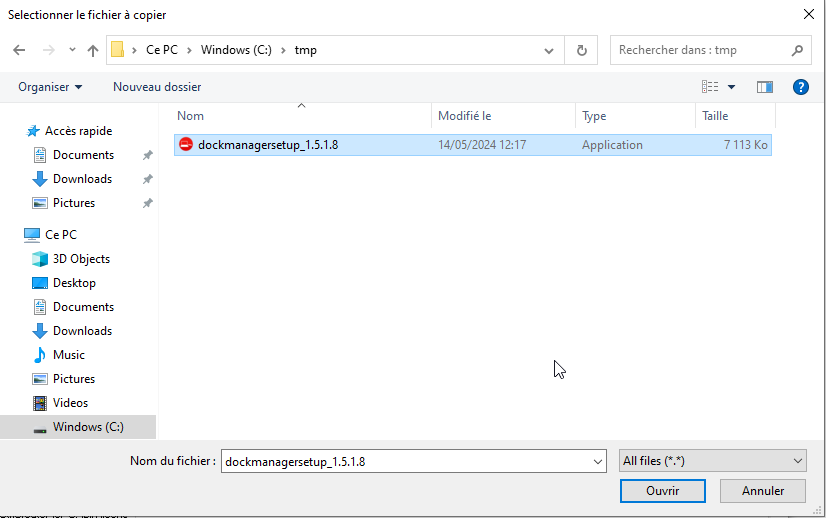 Selectionner le fichier à copier
Ce PC > Windows (C:) > tmp
Rechercher dans : tmp
Organiser
Nouveau dossier
Nom
Modifié le
Type
Taille
dockmanagersetup_1.5.1.8
14/05/2024 12:17
Application
7 113 Ko
Accès rapide
Documents
Downloads
Pictures
Ce PC
3D Objects
Desktop
Documents
Downloads
Music
Pictures
Videos
Windows (C:)
Nom du fichier :
dockmanagersetup_1.5.1.8
All files (*.*)
Ouvrir
Annuler